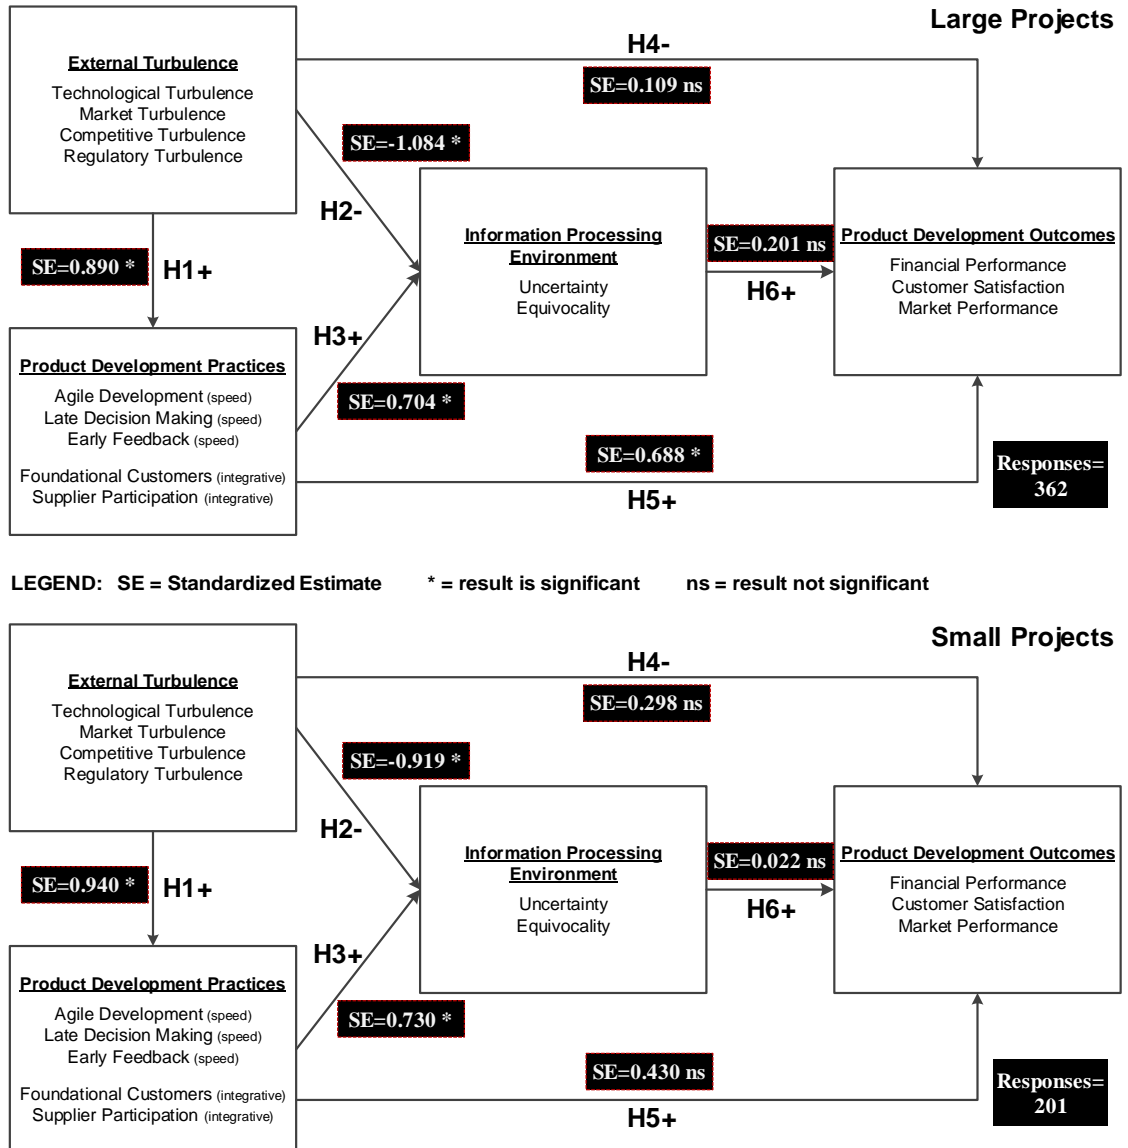 Large Projects
H4-
SE=0.109 ns
External Turbulence
Technological Turbulence
Market Turbulence
Competitive Turbulence
Regulatory Turbulence
SE=-1.084 *
H2-
SE=0.890 *
H1+
Information Processing
Environment
Uncertainty
Equivocality
SE=0.201 ns
H6+
Product Development Outcomes
Financial Performance
Customer Satisfaction
Market Performance
H3+
SE=0.704 *
Product Development Practices
Agile Development (speed)
Late Decision Making (speed)
Early Feedback (speed)
Foundational Customers (integrative)
Supplier Participation (integrative)
SE=0.688 *
H5+
Responses=
362
LEGEND: SE = Standardized Estimate * = result is significant ns = result not significant
Small Projects
H4-
SE=0.298 ns
External Turbulence
Technological Turbulence
Market Turbulence
Competitive Turbulence
Regulatory Turbulence
SE=-0.919 *
H2-
SE=0.940 *
H1+
Information Processing
Environment
Uncertainty
Equivocality
SE=0.022 ns
H6+
Product Development Outcomes
Financial Performance
Customer Satisfaction
Market Performance
H3+
SE=0.730 *
Product Development Practices
Agile Development (speed)
Late Decision Making (speed)
Early Feedback (speed)
Foundational Customers (integrative)
Supplier Participation (integrative)
SE=0.430 ns
H5+
Responses=
201